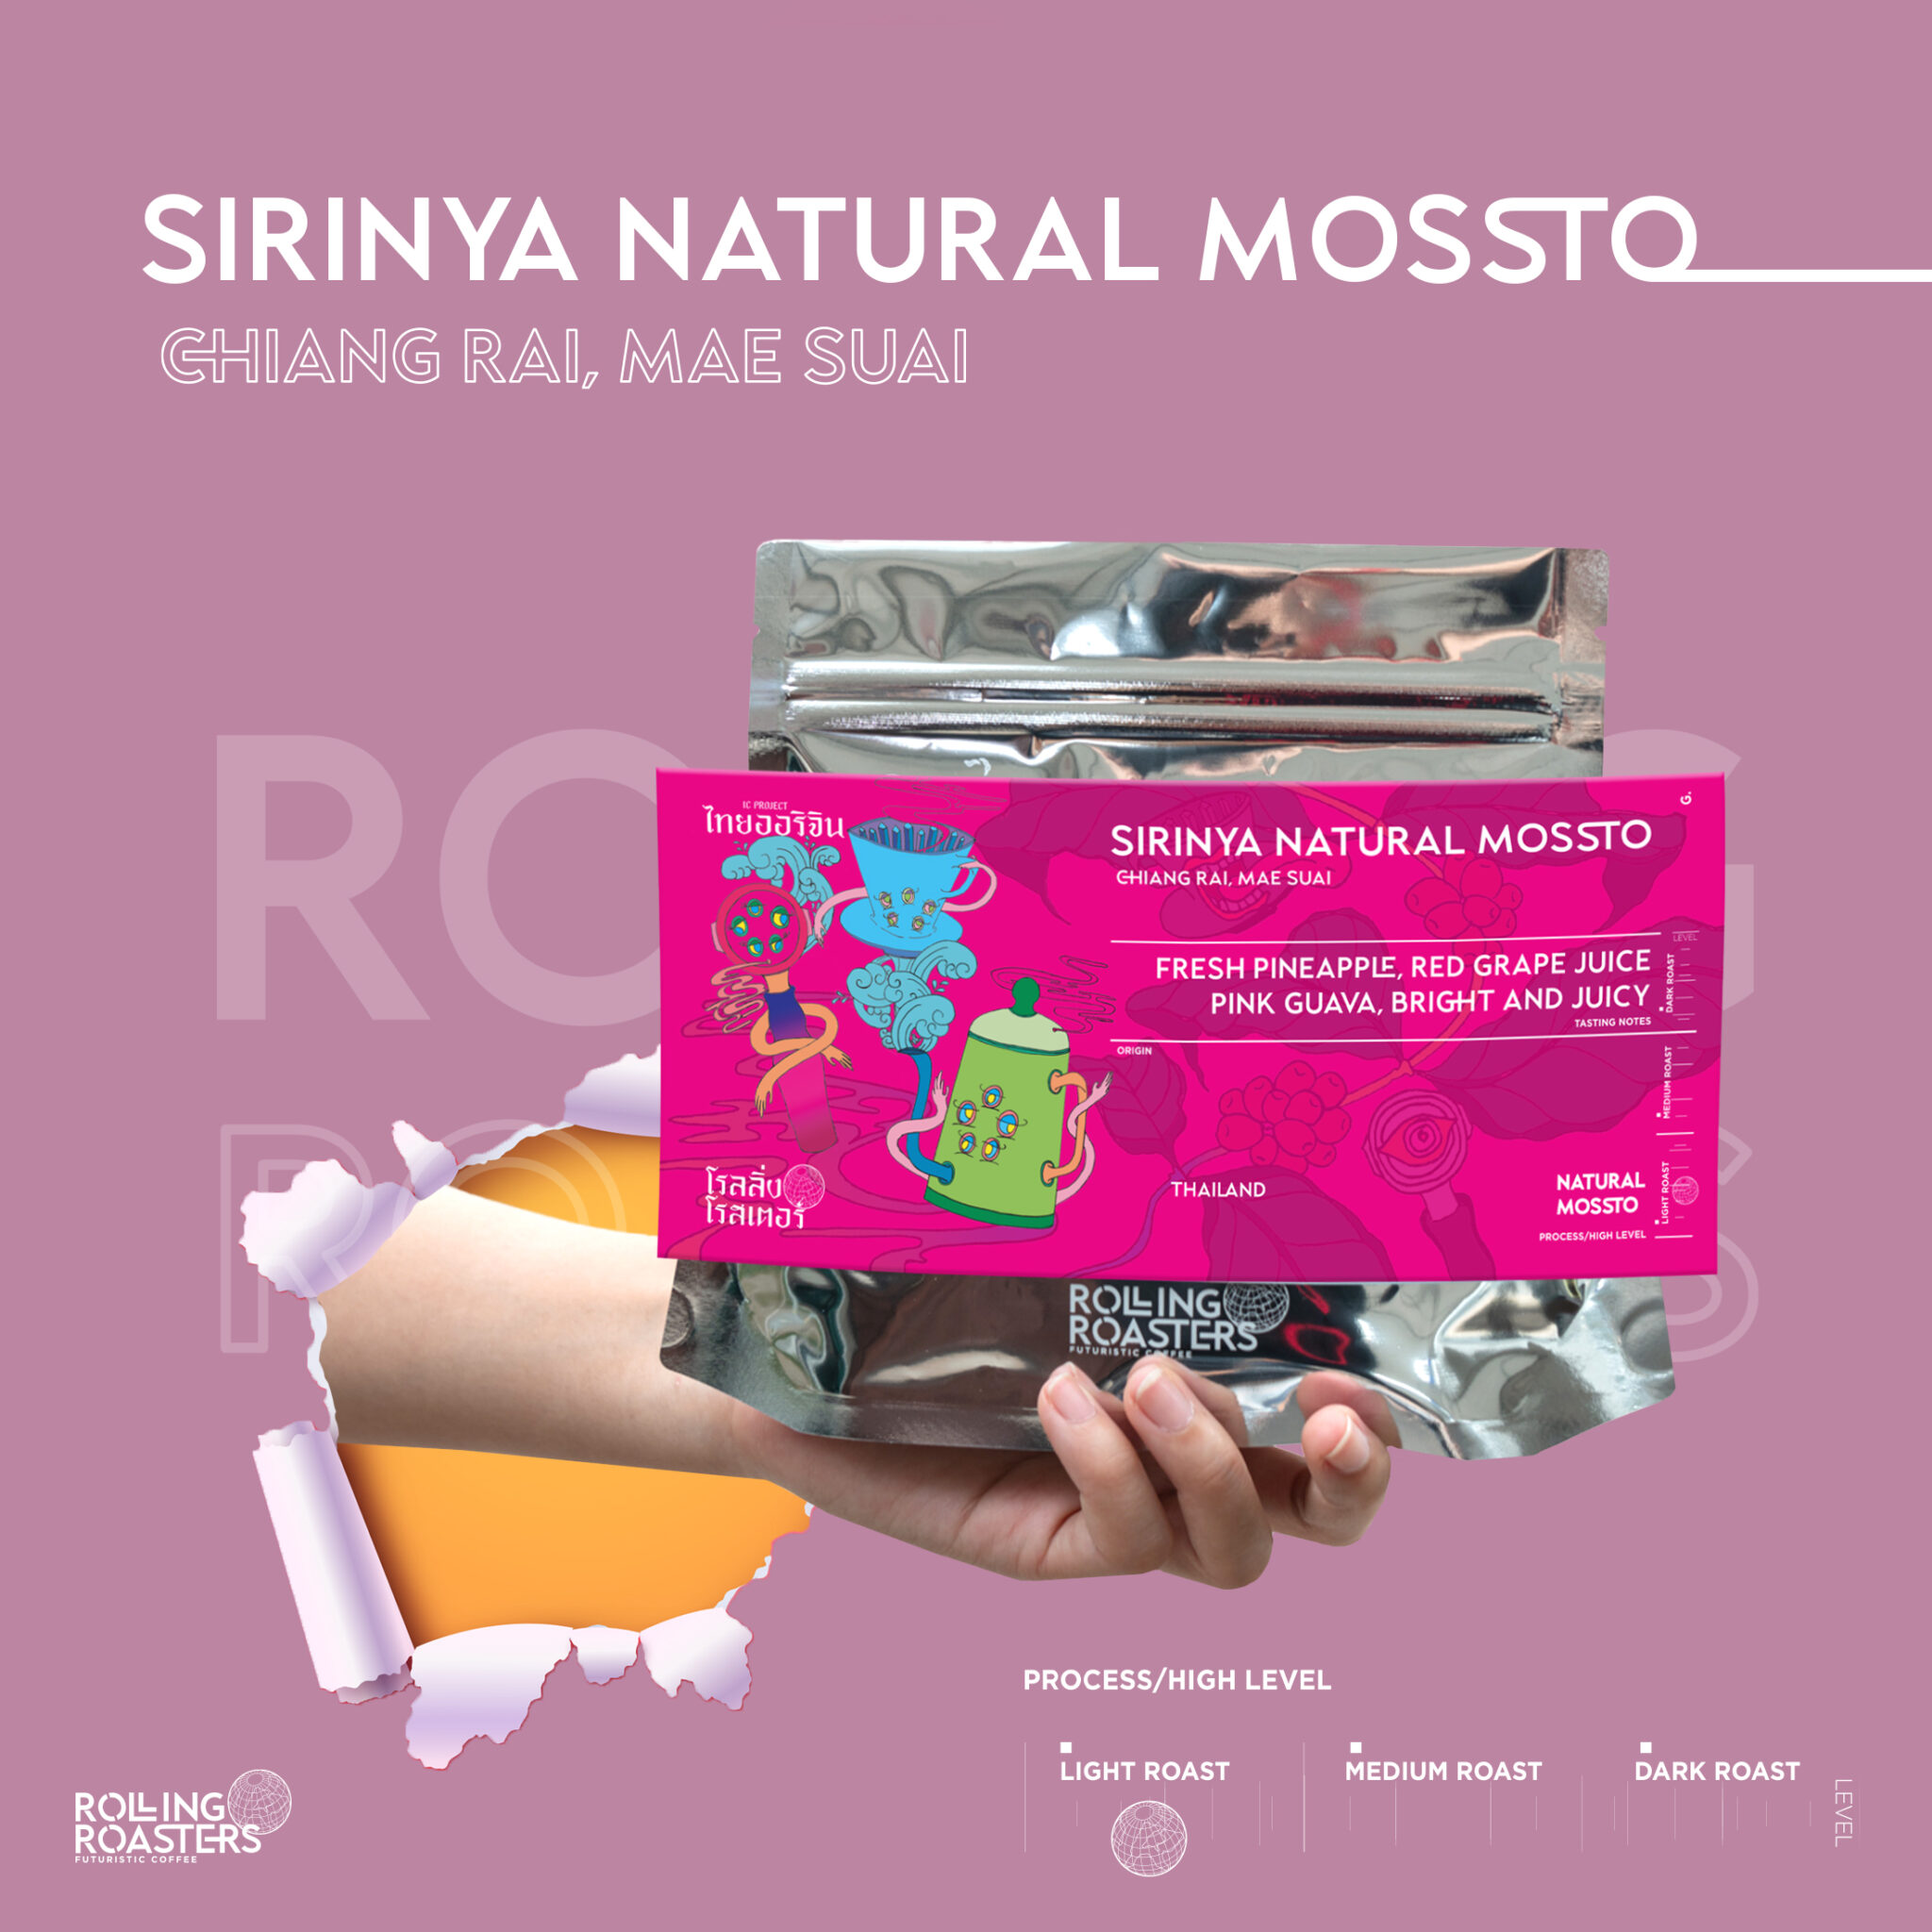 SIRINYA NATURAL MOSSTO
CHIANG RAI, MAE SUAI
IC PROJECT
ไทยออริจิน
G.
SIRINYA NATURAL MOSSTO
CHIANG RAI, MAE SUAI
FRESH PINEAPPLE, RED GRAPE JUICE
PINK GUAVA, BRIGHT AND JUICY
TASTING NOTES
LEVEL
DARK ROAST
MEDIUM ROAST
LIGHT ROAST
ORIGIN
THAILAND
NATURAL
MOSSTO
PROCESS/HIGH LEVEL
โรลลิ่ง
โรสเตอร์
ROLLING
ROASTERS
FUTURISTIC COFFEE
PROCESS/HIGH LEVEL
LIGHT ROAST
MEDIUM ROAST
DARK ROAST
LEVEL
ROLLING
ROASTERS
FUTURISTIC COFFEE